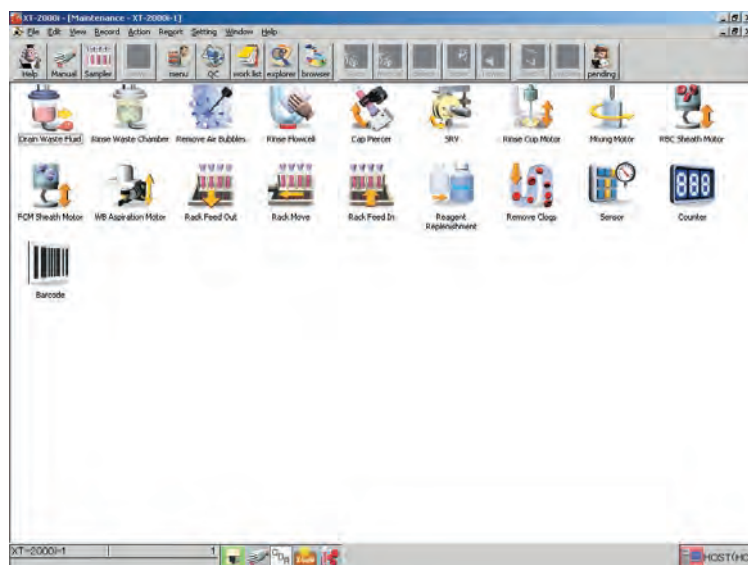 XT-2000i - [Maintenance - XT-2000i-1]
File Edit View Record Action Report Setting Window Help
Help Manual Sampler menu QC work list explorer browser pending
Drain Waste Fluid Rinse Waste Chamber Remove Air Bubbles Rinse Flowcell Cap Piercer SRV Rinse Cup Motor Mixing Motor RBC Sheath Motor
FCM Sheath Motor WB Aspiration Motor Rack Feed Out Rack Move Rack Feed In Reagent Replenishment Remove Clogs Sensor 888 Counter
Barcode
XT-2000i-1 1 HOST(HC